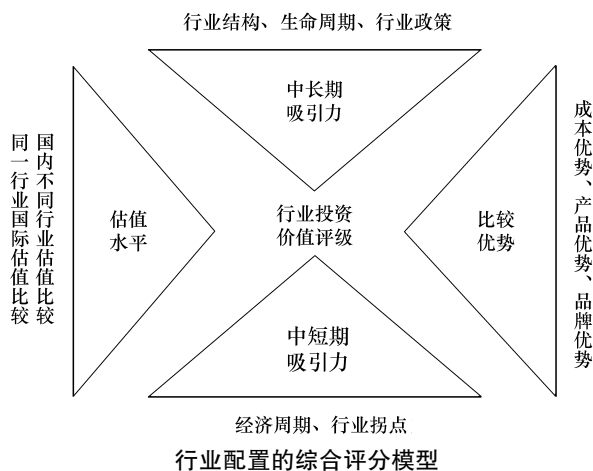 行业结构、生命周期、行业政策
中长期
吸引力
国内不同行业估值比较
同一行业国际估值比较
估值
水平
行业投资
价值评级
比较
优势
成本优势、产品优势、品牌优势
中短期
吸引力
经济周期、行业拐点
行业配置的综合评分模型